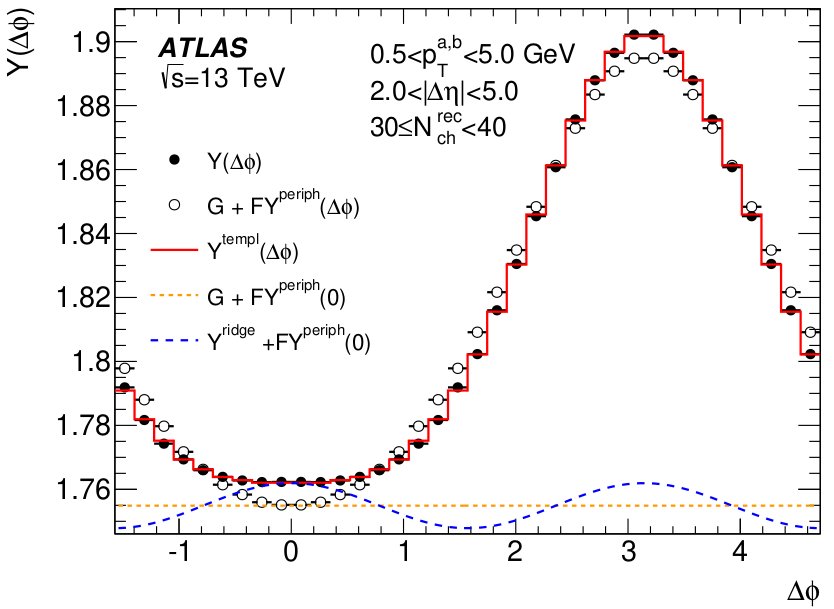 Y(Δϕ)
1.9
1.88
1.86
1.84
1.82
1.8
1.78
1.76
ATLAS
√s=13 TeV
0.5<p_T^{a,b}<5.0 GeV
2.0<|Δη|<5.0
30≤N_{ch}^{rec}<40
Y(Δϕ)
G + FY^{periph}(Δϕ)
Y^{templ}(Δϕ)
G + FY^{periph}(0)
Y^{ridge} +FY^{periph}(0)
-1 0 1 2 3 4
Δϕ